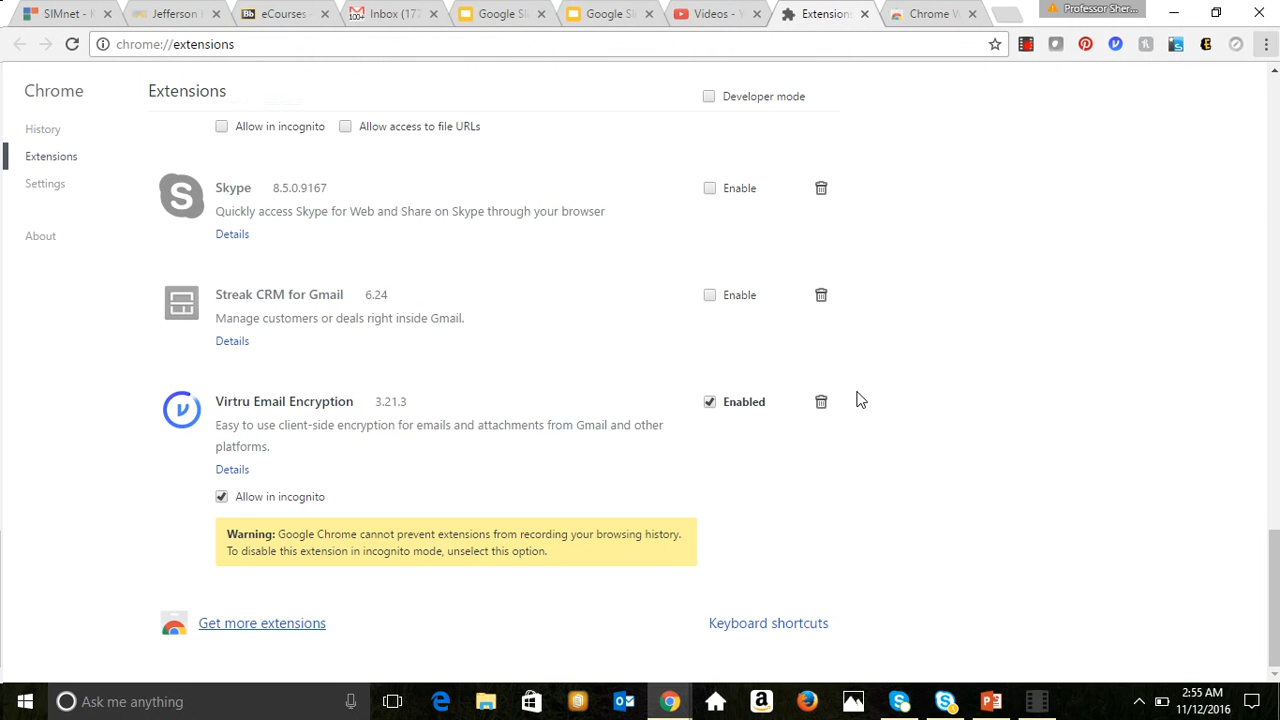 SIMnet -
Jefferson
Bb eCourses -
100+ Inbox (177
Google Sl
Google Sl
Videos - Y
Extensions
Chrome W
Professor Sher...
chrome://extensions
Chrome
History
Extensions
Settings
About
Extensions
Developer mode
Allow in incognito
Allow access to file URLs
Skype 8.5.0.9167
Enable
Quickly access Skype for Web and Share on Skype through your browser
Details
Streak CRM for Gmail 6.24
Enable
Manage customers or deals right inside Gmail.
Details
Virtru Email Encryption 3.21.3
Enabled
Easy to use client-side encryption for emails and attachments from Gmail and other
platforms.
Details
Allow in incognito
Warning: Google Chrome cannot prevent extensions from recording your browsing history.
To disable this extension in incognito mode, unselect this option.
Get more extensions
Keyboard shortcuts
Ask me anything
2:55 AM
11/12/2016